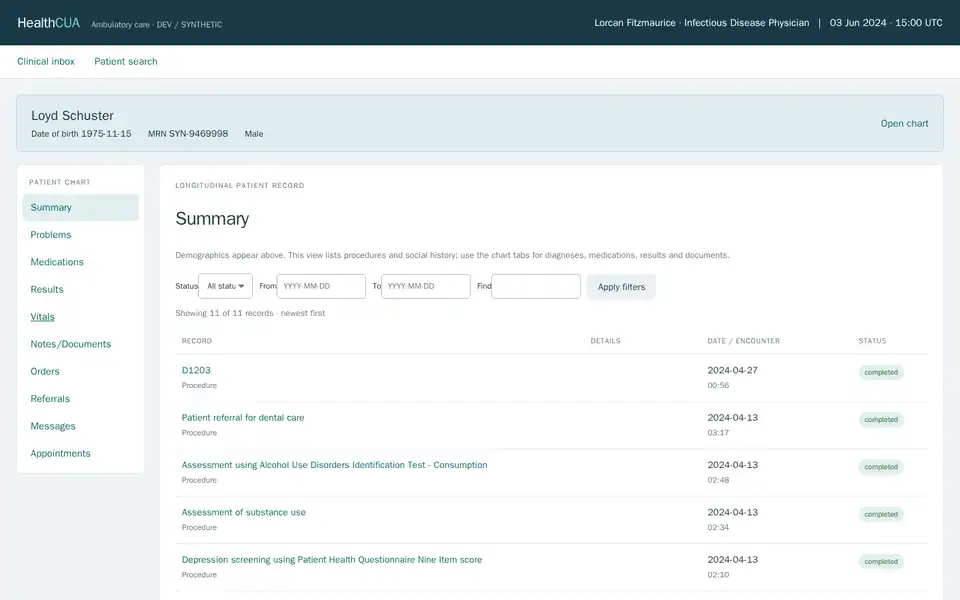 HealthCUA Ambulatory care · DEV / SYNTHETIC Lorcan Fitzmaurice · Infectious Disease Physician | 03 Jun 2024 · 15:00 UTC
Clinical inbox Patient search
Loyd Schuster
Date of birth 1975-11-15 MRN SYN-9469998 Male
Open chart
PATIENT CHART
Summary
Problems
Medications
Results
Vitals
Notes/Documents
Orders
Referrals
Messages
Appointments
LONGITUDINAL PATIENT RECORD
Summary
Demographics appear above. This view lists procedures and social history; use the chart tabs for diagnoses, medications, results and documents.
Status All statu From YYYY-MM-DD To YYYY-MM-DD Find Apply filters
Showing 11 of 11 records · newest first
RECORD DETAILS DATE / ENCOUNTER STATUS
D1203 2024-04-27 completed
Procedure 00:56
Patient referral for dental care 2024-04-13 completed
Procedure 03:17
Assessment using Alcohol Use Disorders Identification Test - Consumption 2024-04-13 completed
Procedure 02:48
Assessment of substance use 2024-04-13 completed
Procedure 02:34
Depression screening using Patient Health Questionnaire Nine Item score 2024-04-13 completed
Procedure 02:10